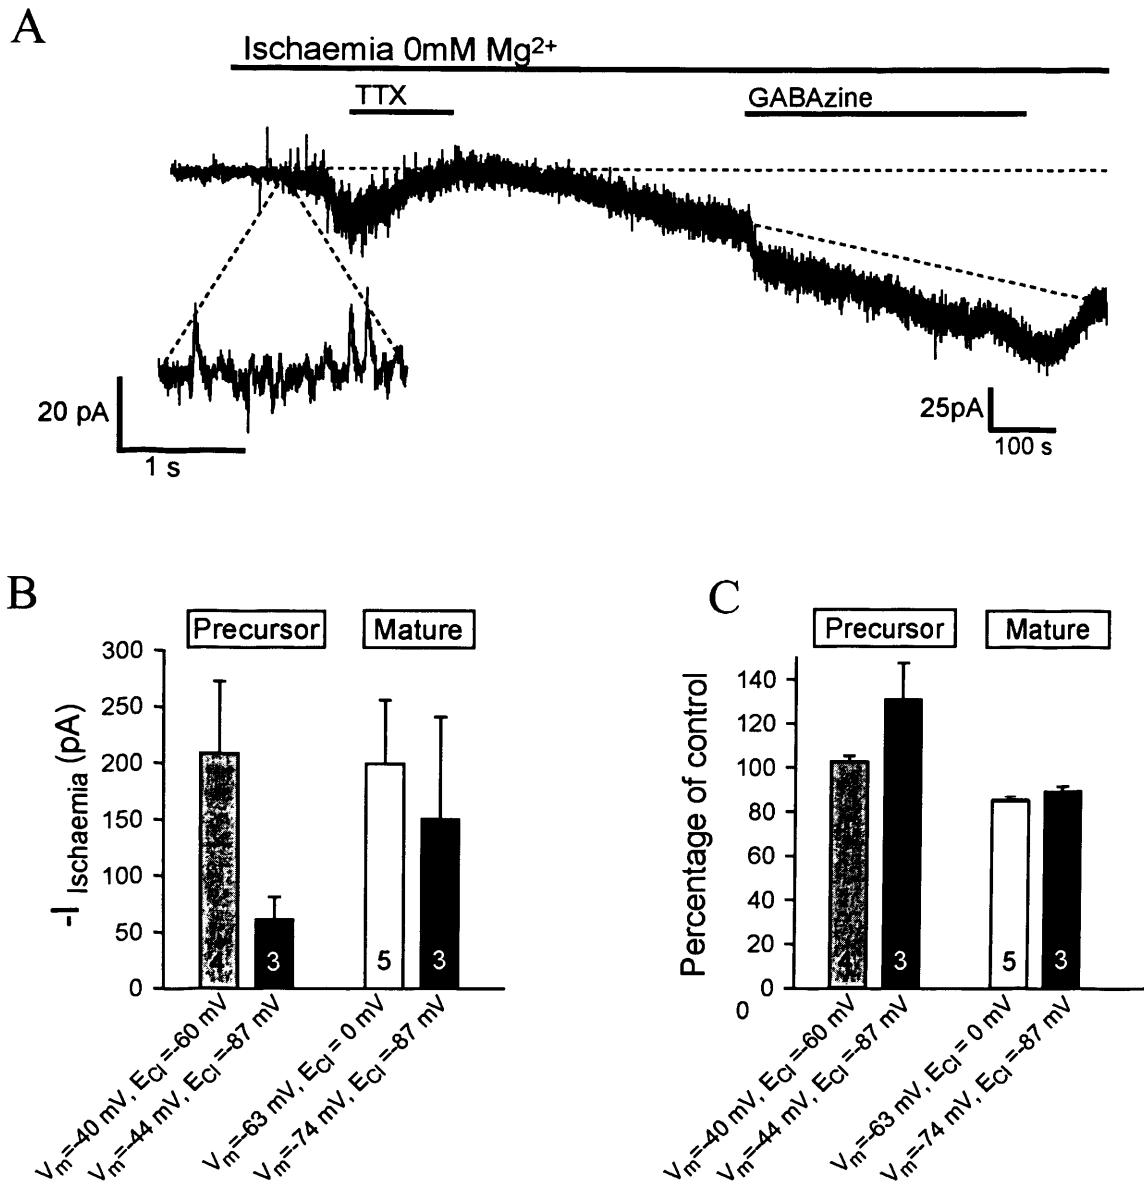 A
Ischaemia 0mM Mg2+
TTX
GABAzine
20 pA
1 s
25pA
100 s
B
Precursor
Mature
-I Ischaemia (pA)
300
250
200
150
100
50
0
4
3
5
3
Vm=-40 mV, ECl =-60 mV
Vm=-44 mV, ECl =-87 mV
Vm=-63 mV, ECl = 0 mV
Vm=-74 mV, ECl =-87 mV
C
Precursor
Mature
Percentage of control
140
120
100
80
60
40
20
0
0
4
3
5
3
Vm=-40 mV, ECl =-60 mV
Vm=-44 mV, ECl =-87 mV
Vm=-63 mV, ECl = 0 mV
Vm=-74 mV, ECl =-87 mV